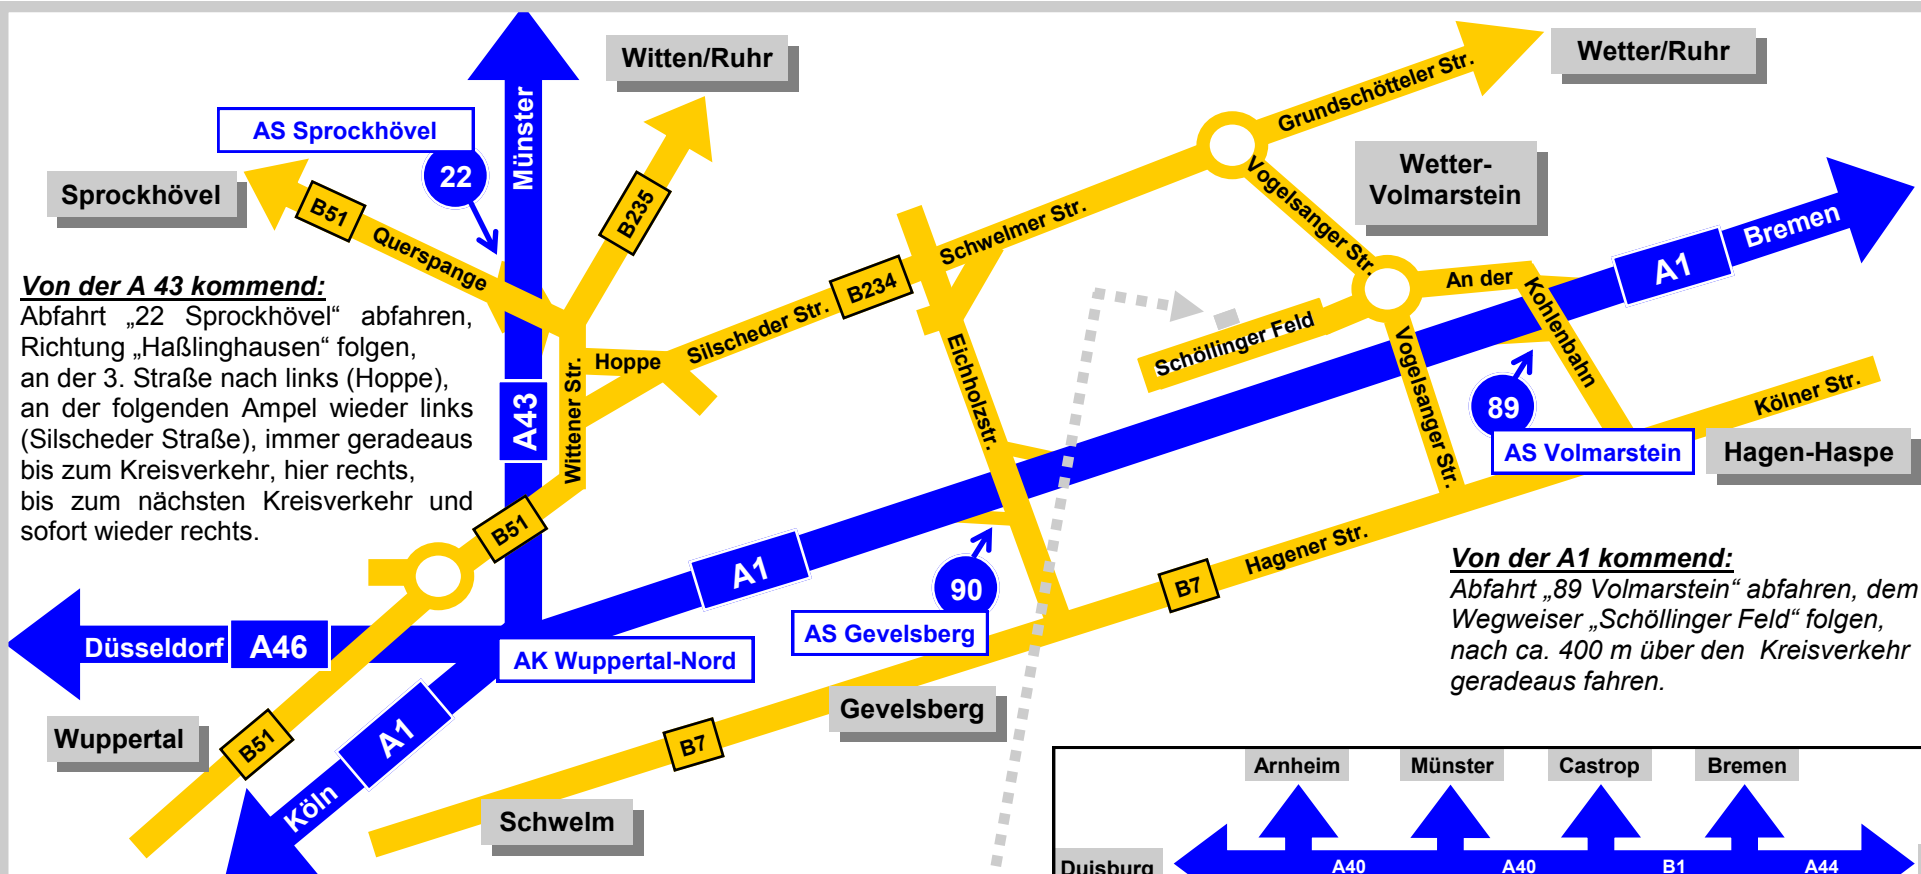 Witten/Ruhr
Wetter/Ruhr
Grundschötteler Str.
AS Sprockhövel
Münster
22
Wetter-
Volmarstein
Vogelsanger Str.
Sprockhövel
B51
Querspange
B235
Schwelmer Str.
Bremen
A1
Von der A 43 kommend:
Abfahrt „22 Sprockhövel“ abfahren,
Richtung „Haßlinghausen“ folgen,
an der 3. Straße nach links (Hoppe),
an der folgenden Ampel wieder links
(Silscheder Straße), immer geradeaus
bis zum Kreisverkehr, hier rechts,
bis zum nächsten Kreisverkehr und
sofort wieder rechts.
B234
Silscheder Str.
An der
Kohlenbahn
Schöllinger Feld
Hoppe
Wittener Str.
A43
Eichholzstr.
Vogelsanger Str.
89
AS Volmarstein
Kölner Str.
Hagen-Haspe
B51
A1
90
AS Gevelsberg
B7
Hagener Str.
Von der A1 kommend:
Abfahrt „89 Volmarstein“ abfahren, dem
Wegweiser „Schöllinger Feld“ folgen,
nach ca. 400 m über den Kreisverkehr
geradeaus fahren.
Düsseldorf
A46
AK Wuppertal-Nord
Gevelsberg
Wuppertal
B51
A1
B7
Köln
Schwelm
Arnheim
Münster
Castrop
Bremen
Duisburg
A40
A40
B1
A44